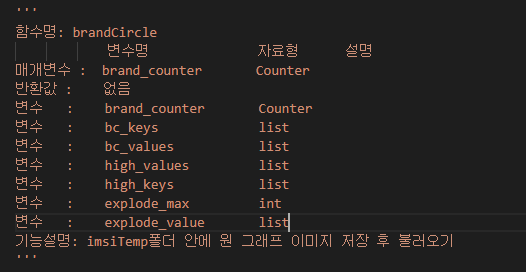 '''
함수명: brandCircle
변수명 자료형 설명
매개변수 : brand_counter Counter
반환값 : 없음
변수 : brand_counter Counter
변수 : bc_keys list
변수 : bc_values list
변수 : high_values list
변수 : high_keys list
변수 : explode_max int
변수 : explode_value list
기능설명: imsiTemp폴더 안에 원 그래프 이미지 저장 후 불러오기
'''